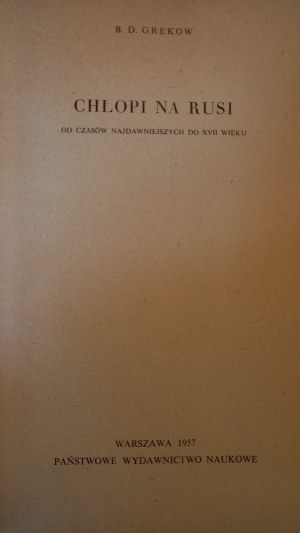 B. D. GREKOW
CHŁOPI NA RUSI
OD CZASÓW NAJDAWNIEJSZYCH DO XVII WIEKU
WARSZAWA 1957
PAŃSTWOWE WYDAWNICTWO NAUKOWE